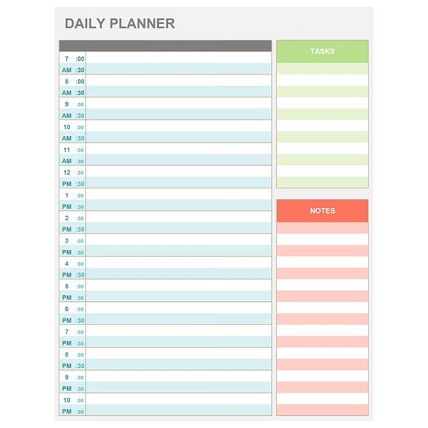 DAILY PLANNER
7 :00
AM :30
8 :00
AM :30
9 :00
AM :30
10 :00
AM :30
11 :00
AM :30
12 :00
PM :30
1 :00
PM :30
2 :00
PM :30
3 :00
PM :30
4 :00
PM :30
5 :00
PM :30
6 :00
PM :30
7 :00
PM :30
8 :00
PM :30
9 :00
PM :30
10 :00
PM :30
TASKS
NOTES